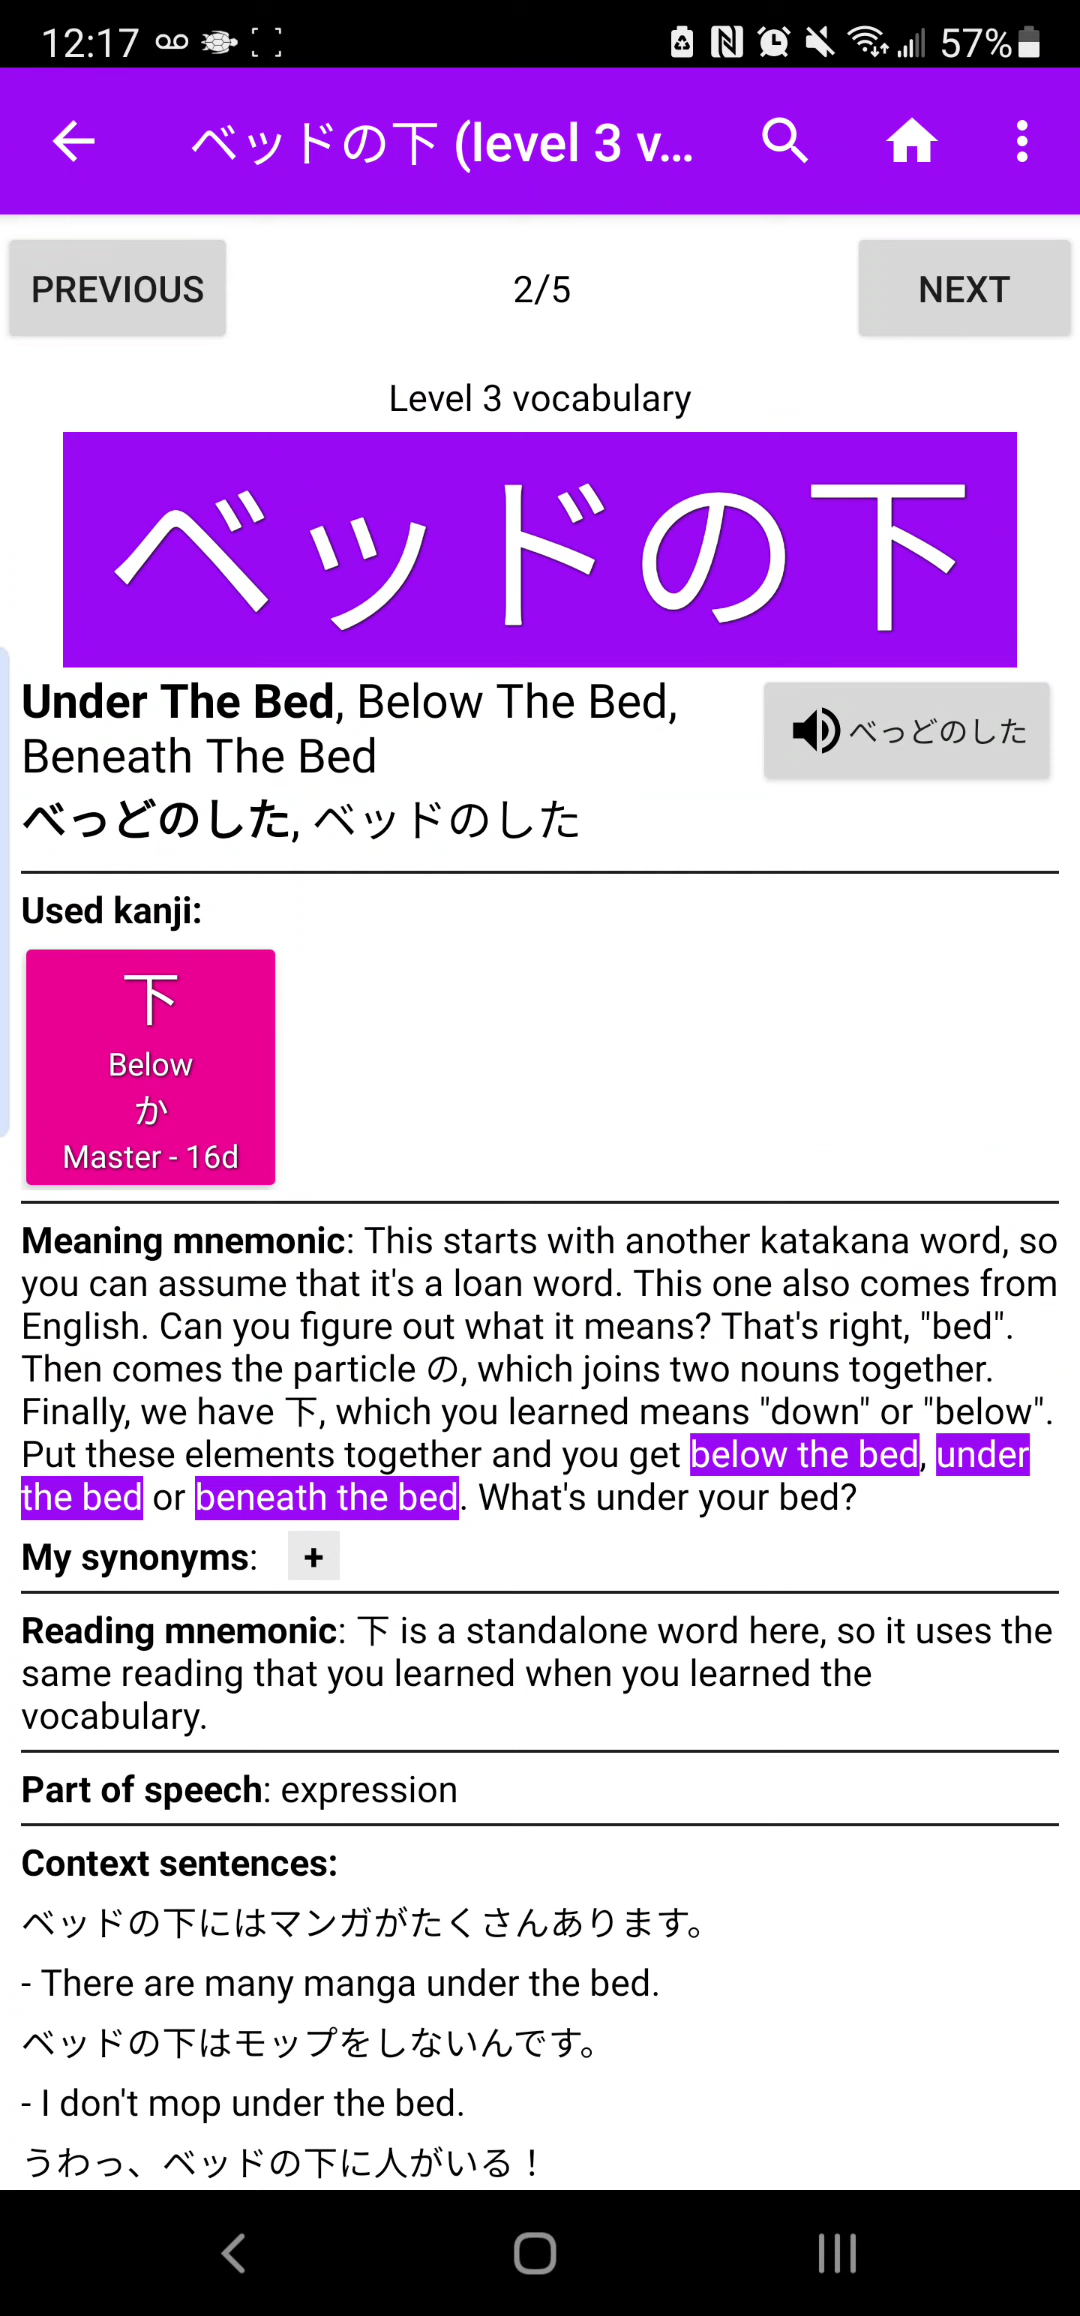 12:17 57%
ベッドの下 (level 3 v...
PREVIOUS 2/5 NEXT
Level 3 vocabulary
ベッドの下
Under The Bed, Below The Bed,
Beneath The Bed
べっどのした
べっどのした, ベッドのした
Used kanji:
下
Below
か
Master - 16d
Meaning mnemonic: This starts with another katakana word, so
you can assume that it's a loan word. This one also comes from
English. Can you figure out what it means? That's right, "bed".
Then comes the particle の, which joins two nouns together.
Finally, we have 下, which you learned means "down" or "below".
Put these elements together and you get below the bed, under
the bed or beneath the bed. What's under your bed?
My synonyms: +
Reading mnemonic: 下 is a standalone word here, so it uses the
same reading that you learned when you learned the
vocabulary.
Part of speech: expression
Context sentences:
ベッドの下にはマンガがたくさんあります。
- There are many manga under the bed.
ベッドの下はモップをしないんです。
- I don't mop under the bed.
うわっ、ベッドの下に人がいる！